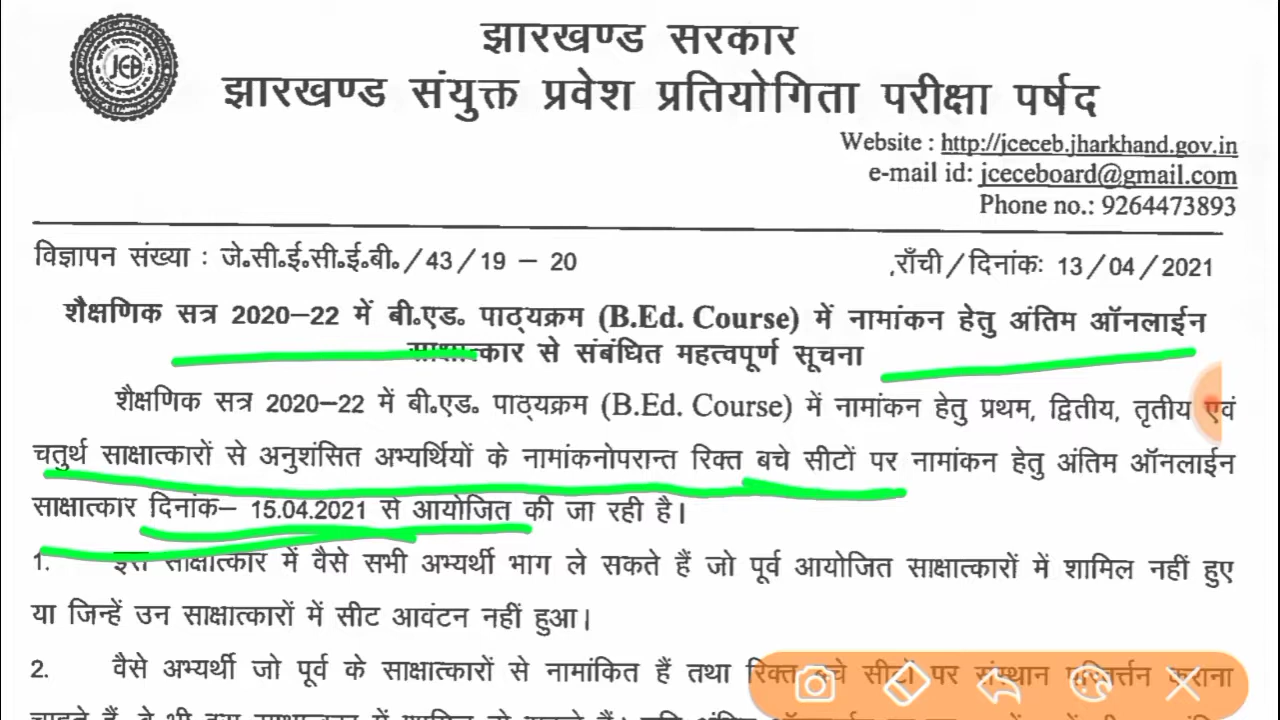 झारखण्ड सरकार
झारखण्ड संयुक्त प्रवेश प्रतियोगिता परीक्षा पर्षद
JCEB
Website : http://jceceb.jharkhand.gov.in
e-mail id: jceceboard@gmail.com
Phone no.: 9264473893
विज्ञापन संख्या : जे॰सी॰ई॰सी॰ई॰बी॰/43/19 – 20
राँची/दिनांकः 13/04/2021
शैक्षणिक सत्र 2020–22 में बी॰एड॰ पाठ्यक्रम (B.Ed. Course) में नामांकन हेतु अंतिम ऑनलाईन
साक्षात्कार से संबंधित महत्वपूर्ण सूचना
शैक्षणिक सत्र 2020–22 में बी॰एड॰ पाठ्यक्रम (B.Ed. Course) में नामांकन हेतु प्रथम, द्वितीय, तृतीय एवं
चतुर्थ साक्षात्कारों से अनुशंसित अभ्यर्थियों के नामांकनोपरान्त रिक्त बचे सीटों पर नामांकन हेतु अंतिम ऑनलाईन
साक्षात्कार दिनांक– 15.04.2021 से आयोजित की जा रही है।
1. इस साक्षात्कार में वैसे सभी अभ्यर्थी भाग ले सकते हैं जो पूर्व आयोजित साक्षात्कारों में शामिल नहीं हुए
या जिन्हें उन साक्षात्कारों में सीट आवंटन नहीं हुआ।
2. वैसे अभ्यर्थी जो पूर्व के साक्षात्कारों से नामांकित हैं तथा रिक्त बचे सीटों पर संस्थान परिवर्त्तन कराना